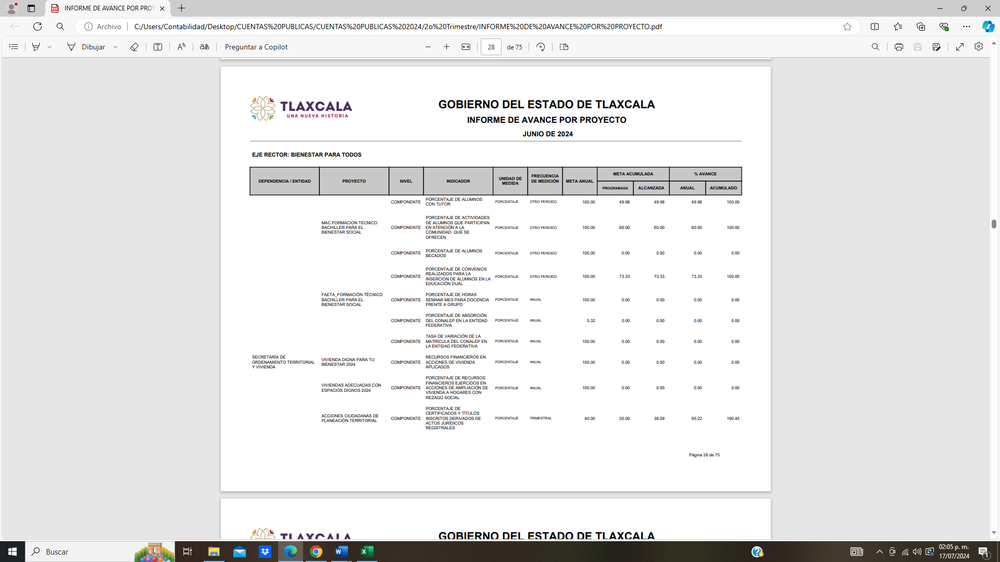 INFORME DE AVANCE POR PROY
Archivo
C:/Users/Contabilidad/Desktop/CUENTAS%20PUBLICAS/CUENTAS%20PUBLICAS%202024/2o%20Trimestre/INFORME%20DE%20AVANCE%20POR%20PROYECTO.pdf
Dibujar
Preguntar a Copilot
28 de 75
TLAXCALA
UNA NUEVA HISTORIA
GOBIERNO DEL ESTADO DE TLAXCALA
INFORME DE AVANCE POR PROYECTO
JUNIO DE 2024
EJE RECTOR: BIENESTAR PARA TODOS
DEPENDENCIA / ENTIDAD
PROYECTO
NIVEL
INDICADOR
UNIDAD DE
MEDIDA
FRECUENCIA
DE MEDICIÓN
META ANUAL
META ACUMULADA
PROGRAMADA
ALCANZADA
% AVANCE
ANUAL
ACUMULADO
COMPONENTE
PORCENTAJE DE ALUMNOS
CON TUTOR
PORCENTAJE OTRO PERIODO 100.00 49.98 49.98 49.98 100.00
MAC FORMACION TECNICO
BACHILLER PARA EL
BIENESTAR SOCIAL
COMPONENTE
PORCENTAJE DE ACTIVIDADES
DE ALUMNOS QUE PARTICIPAN
EN ATENCIÓN A LA
COMUNIDAD QUE SE
OFRECEN
PORCENTAJE OTRO PERIODO 100.00 60.00 60.00 60.00 100.00
COMPONENTE
PORCENTAJE DE ALUMNOS
BECADOS
PORCENTAJE OTRO PERIODO 100.00 0.00 0.00 0.00 0.00
COMPONENTE
PORCENTAJE DE CONVENIOS
REALIZADOS PARA LA
INSERCIÓN DE ALUMNOS EN LA
EDUCACIÓN DUAL
PORCENTAJE OTRO PERIODO 100.00 73.33 73.33 73.33 100.00
FAETA_FORMACIÓN TÉCNICO
BACHILLER PARA EL
BIENESTAR SOCIAL
COMPONENTE
PORCENTAJE DE HORAS
SEMANA MES PARA DOCENCIA
FRENTE A GRUPO
PORCENTAJE ANUAL 100.00 0.00 0.00 0.00 0.00
COMPONENTE
PORCENTAJE DE ABSORCIÓN
DEL CONALEP EN LA ENTIDAD
FEDERATIVA
PORCENTAJE ANUAL 5.32 0.00 0.00 0.00 0.00
COMPONENTE
TASA DE VARIACIÓN DE LA
MATRÍCULA DEL CONALEP EN
LA ENTIDAD FEDERATIVA
PORCENTAJE ANUAL 100.00 0.00 0.00 0.00 0.00
SECRETARÍA DE
ORDENAMIENTO TERRITORIAL
Y VIVIENDA
VIVIENDA DIGNA PARA TU
BIENESTAR 2024
COMPONENTE
RECURSOS FINANCIEROS EN
ACCIONES DE VIVIENDA
APLICADOS
PORCENTAJE ANUAL 100.00 0.00 0.00 0.00 0.00
VIVIENDAS ADECUADAS CON
ESPACIOS DIGNOS 2024
COMPONENTE
PORCENTAJE DE RECURSOS
FINANCIEROS EJERCIDOS EN
ACCIONES DE AMPLIACIÓN DE
VIVIENDA A HOGARES CON
REZAGO SOCIAL
PORCENTAJE ANUAL 100.00 0.00 0.00 0.00 0.00
ACCIONES CIUDADANAS DE
PLANEACIÓN TERRITORIAL
COMPONENTE
PORCENTAJE DE
CERTIFICADOS Y TÍTULOS
INSCRITOS DERIVADOS DE
ACTOS JURÍDICOS
REGISTRALES
PORCENTAJE TRIMESTRAL 40.00 20.00 38.09 95.22 190.45
Página 28 de 75
TLAXCALA
GOBIERNO DEL ESTADO DE TLAXCALA
Buscar
02:05 p. m.
17/07/2024
1